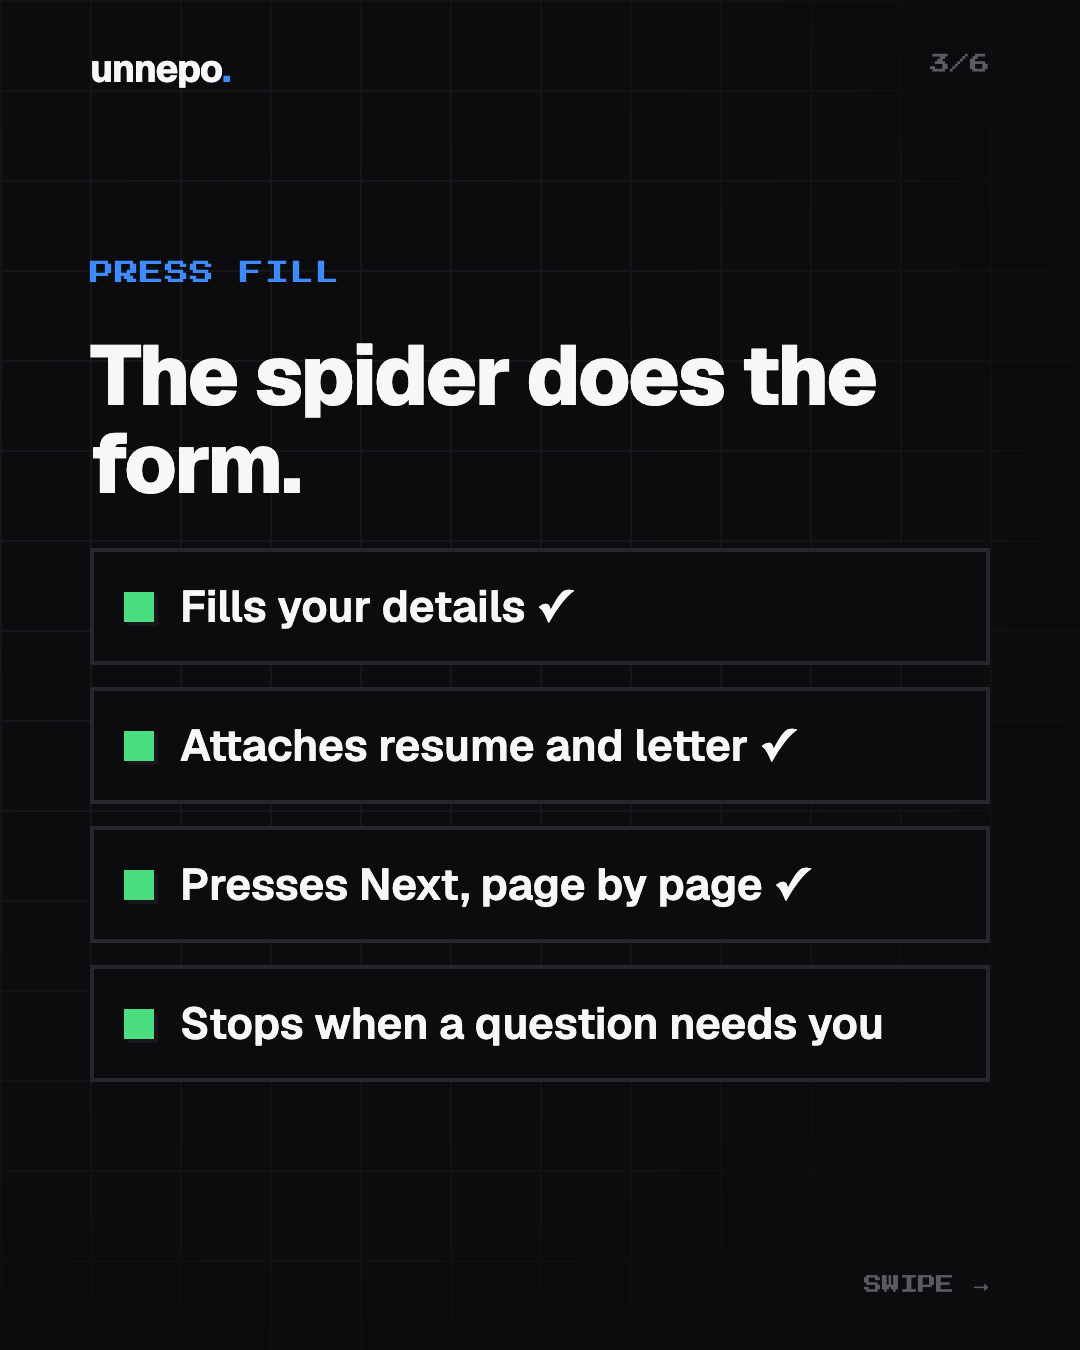 unnepo.
3/6
PRESS FILL
The spider does the
form.
Fills your details ✓
Attaches resume and letter ✓
Presses Next, page by page ✓
Stops when a question needs you
SWIPE →